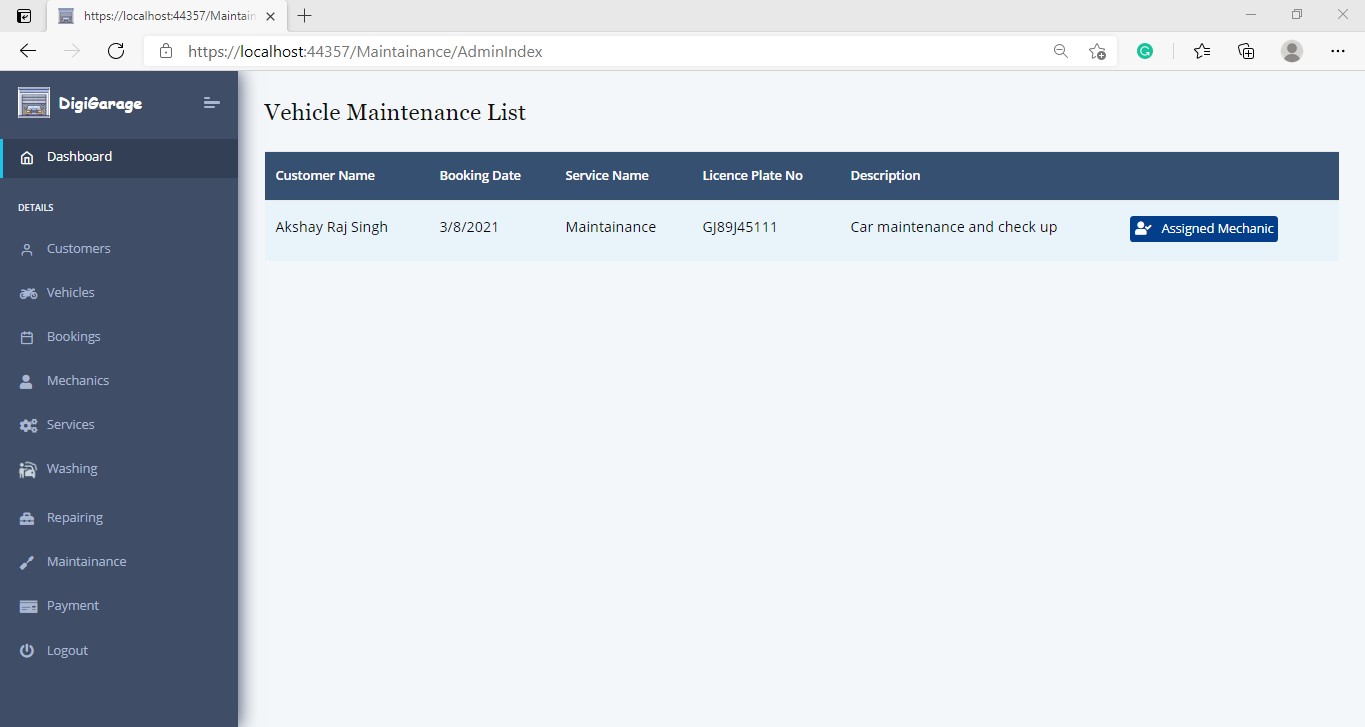 https://localhost:44357/Maintain
https://localhost:44357/Maintainance/AdminIndex
DigiGarage
Dashboard
DETAILS
Customers
Vehicles
Bookings
Mechanics
Services
Washing
Repairing
Maintainance
Payment
Logout
Vehicle Maintenance List
Customer Name Booking Date Service Name Licence Plate No Description
Akshay Raj Singh 3/8/2021 Maintainance GJ89J45111 Car maintenance and check up Assigned Mechanic